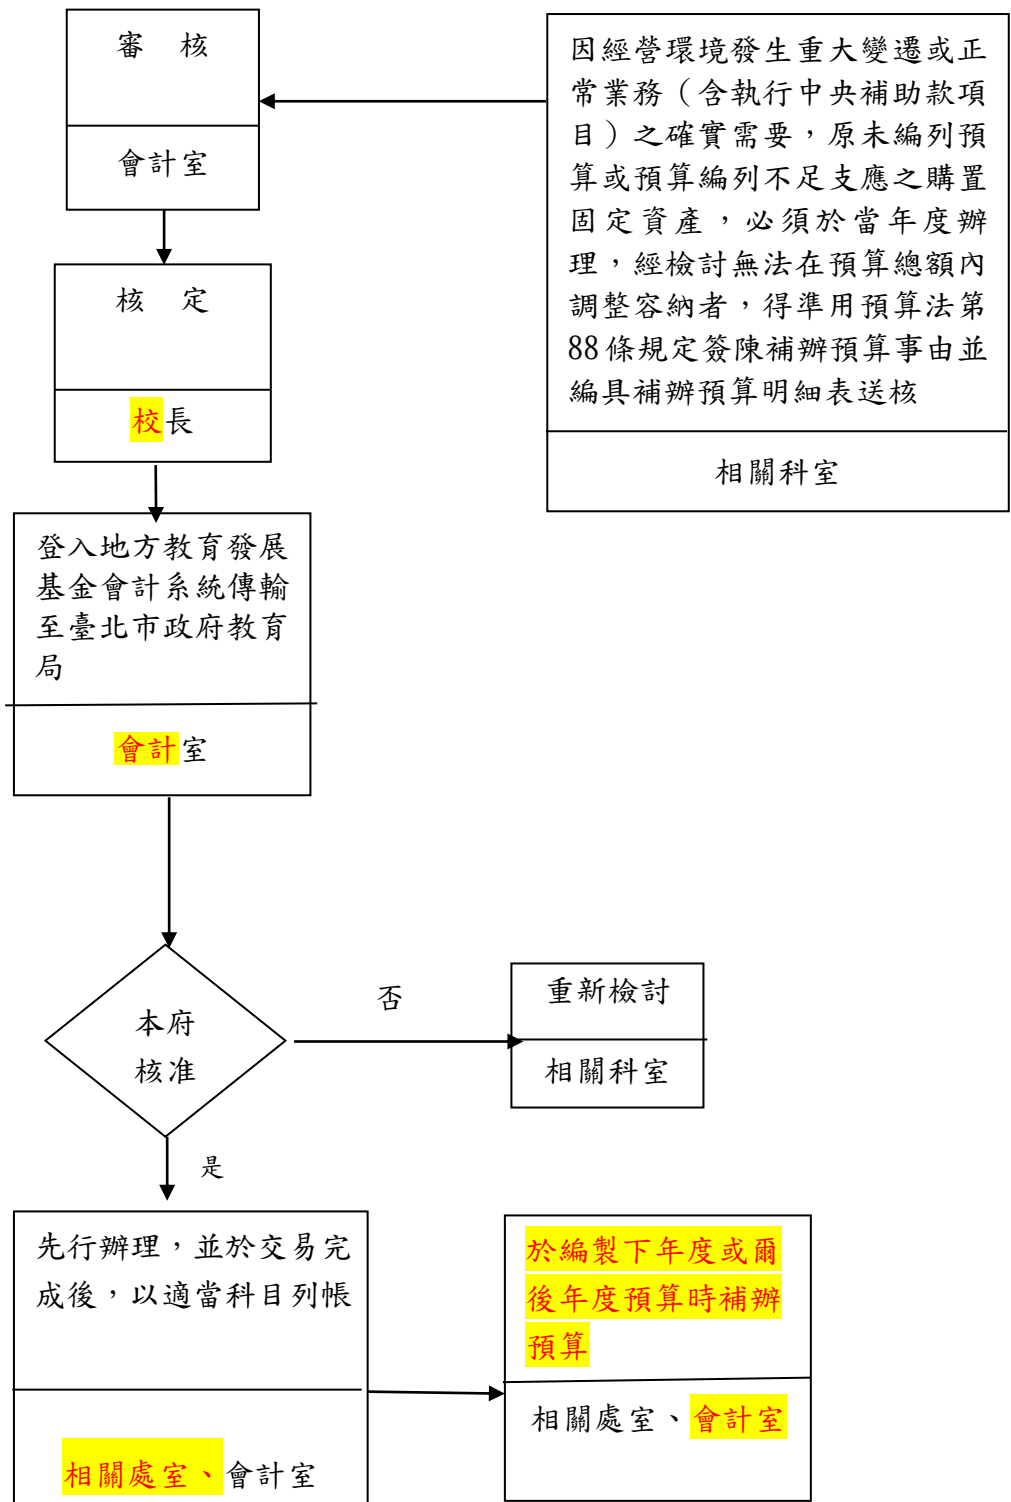 審　核
會計室
因經營環境發生重大變遷或正
常業務（含執行中央補助款項
目）之確實需要，原未編列預
算或預算編列不足支應之購置
固定資產，必須於當年度辦
理，經檢討無法在預算總額內
調整容納者，得準用預算法第
88條規定簽陳補辦預算事由並
編具補辦預算明細表送核
相關科室
核　定
校長
登入地方教育發展
基金會計系統傳輸
至臺北市政府教育
局
會計室
本府
核准
否
重新檢討
相關科室
是
先行辦理，並於交易完
成後，以適當科目列帳
相關處室、會計室
於編製下年度或爾
後年度預算時補辦
預算
相關處室、會計室